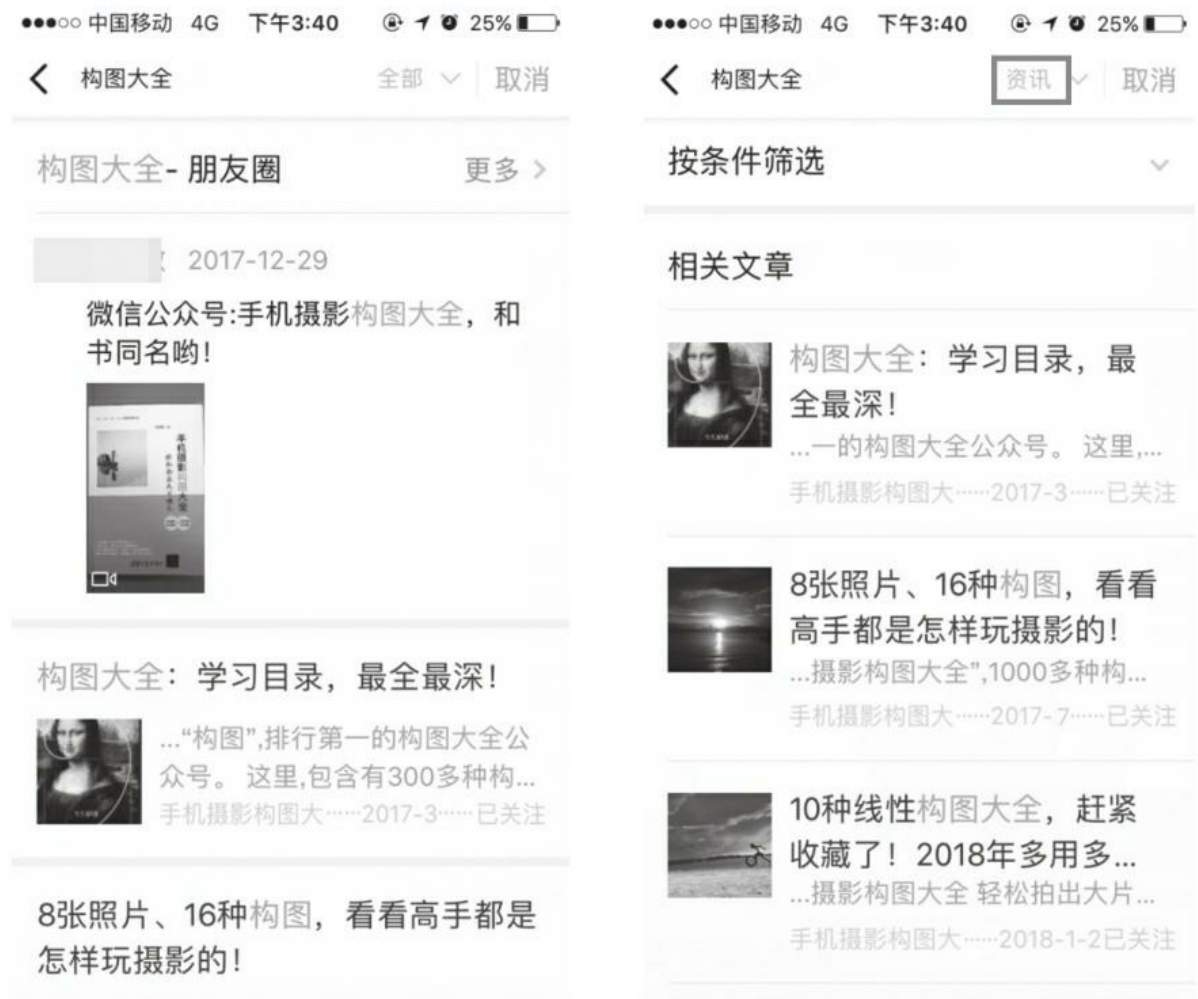 中国移动 4G 下午3:40 25%
构图大全 全部 取消
构图大全- 朋友圈 更多
2017-12-29
微信公众号:手机摄影构图大全，和
书同名哟！
手机摄影构图大全
构图大全：学习目录，最全最深！
...“构图”,排行第一的构图大全公
众号。 这里,包含有300多种构...
手机摄影构图大……2017-3……已关注
8张照片、16种构图，看看高手都是
怎样玩摄影的！
中国移动 4G 下午3:40 25%
构图大全 资讯 取消
按条件筛选
相关文章
构图大全：学习目录，最
全最深！
...一的构图大全公众号。 这里,...
手机摄影构图大……2017-3……已关注
8张照片、16种构图，看看
高手都是怎样玩摄影的！
...摄影构图大全”,1000多种构...
手机摄影构图大……2017-7……已关注
10种线性构图大全，赶紧
收藏了！2018年多用多...
...摄影构图大全 轻松拍出大片...
手机摄影构图大……2018-1-2已关注